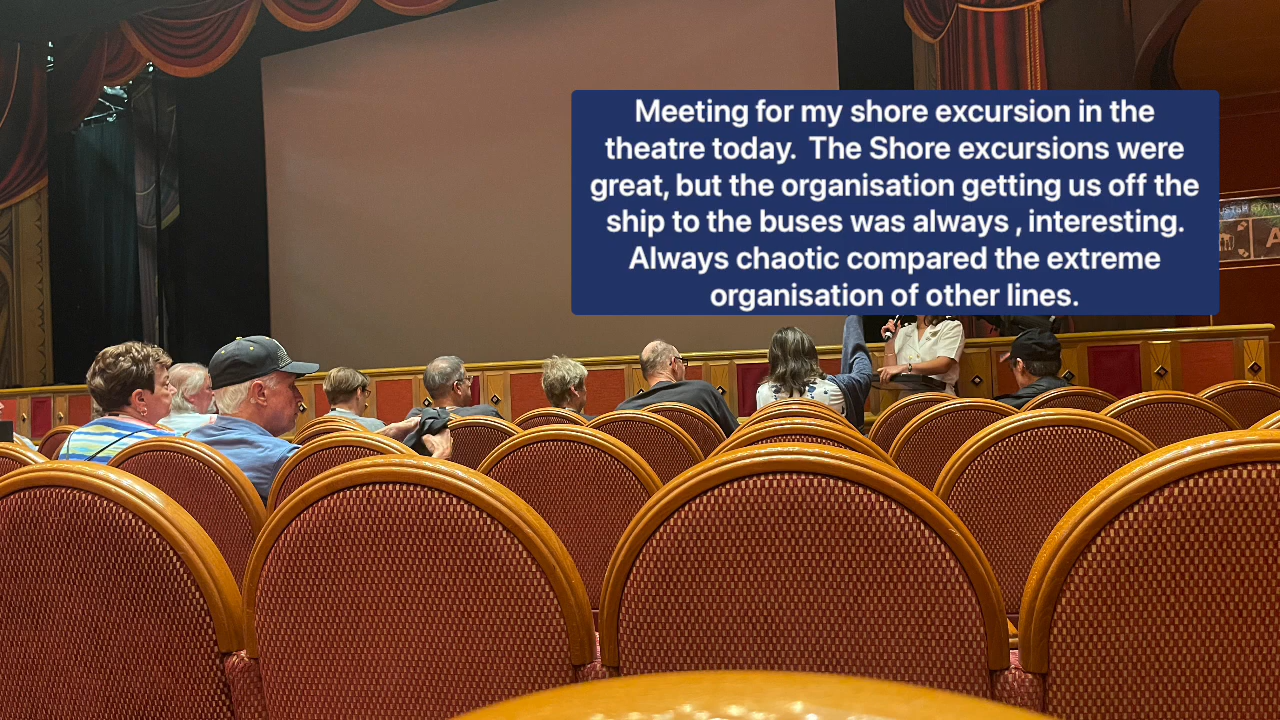 Meeting for my shore excursion in the
theatre today.  The Shore excursions were
great, but the organisation getting us off the
ship to the buses was always , interesting.
Always chaotic compared the extreme
organisation of other lines.